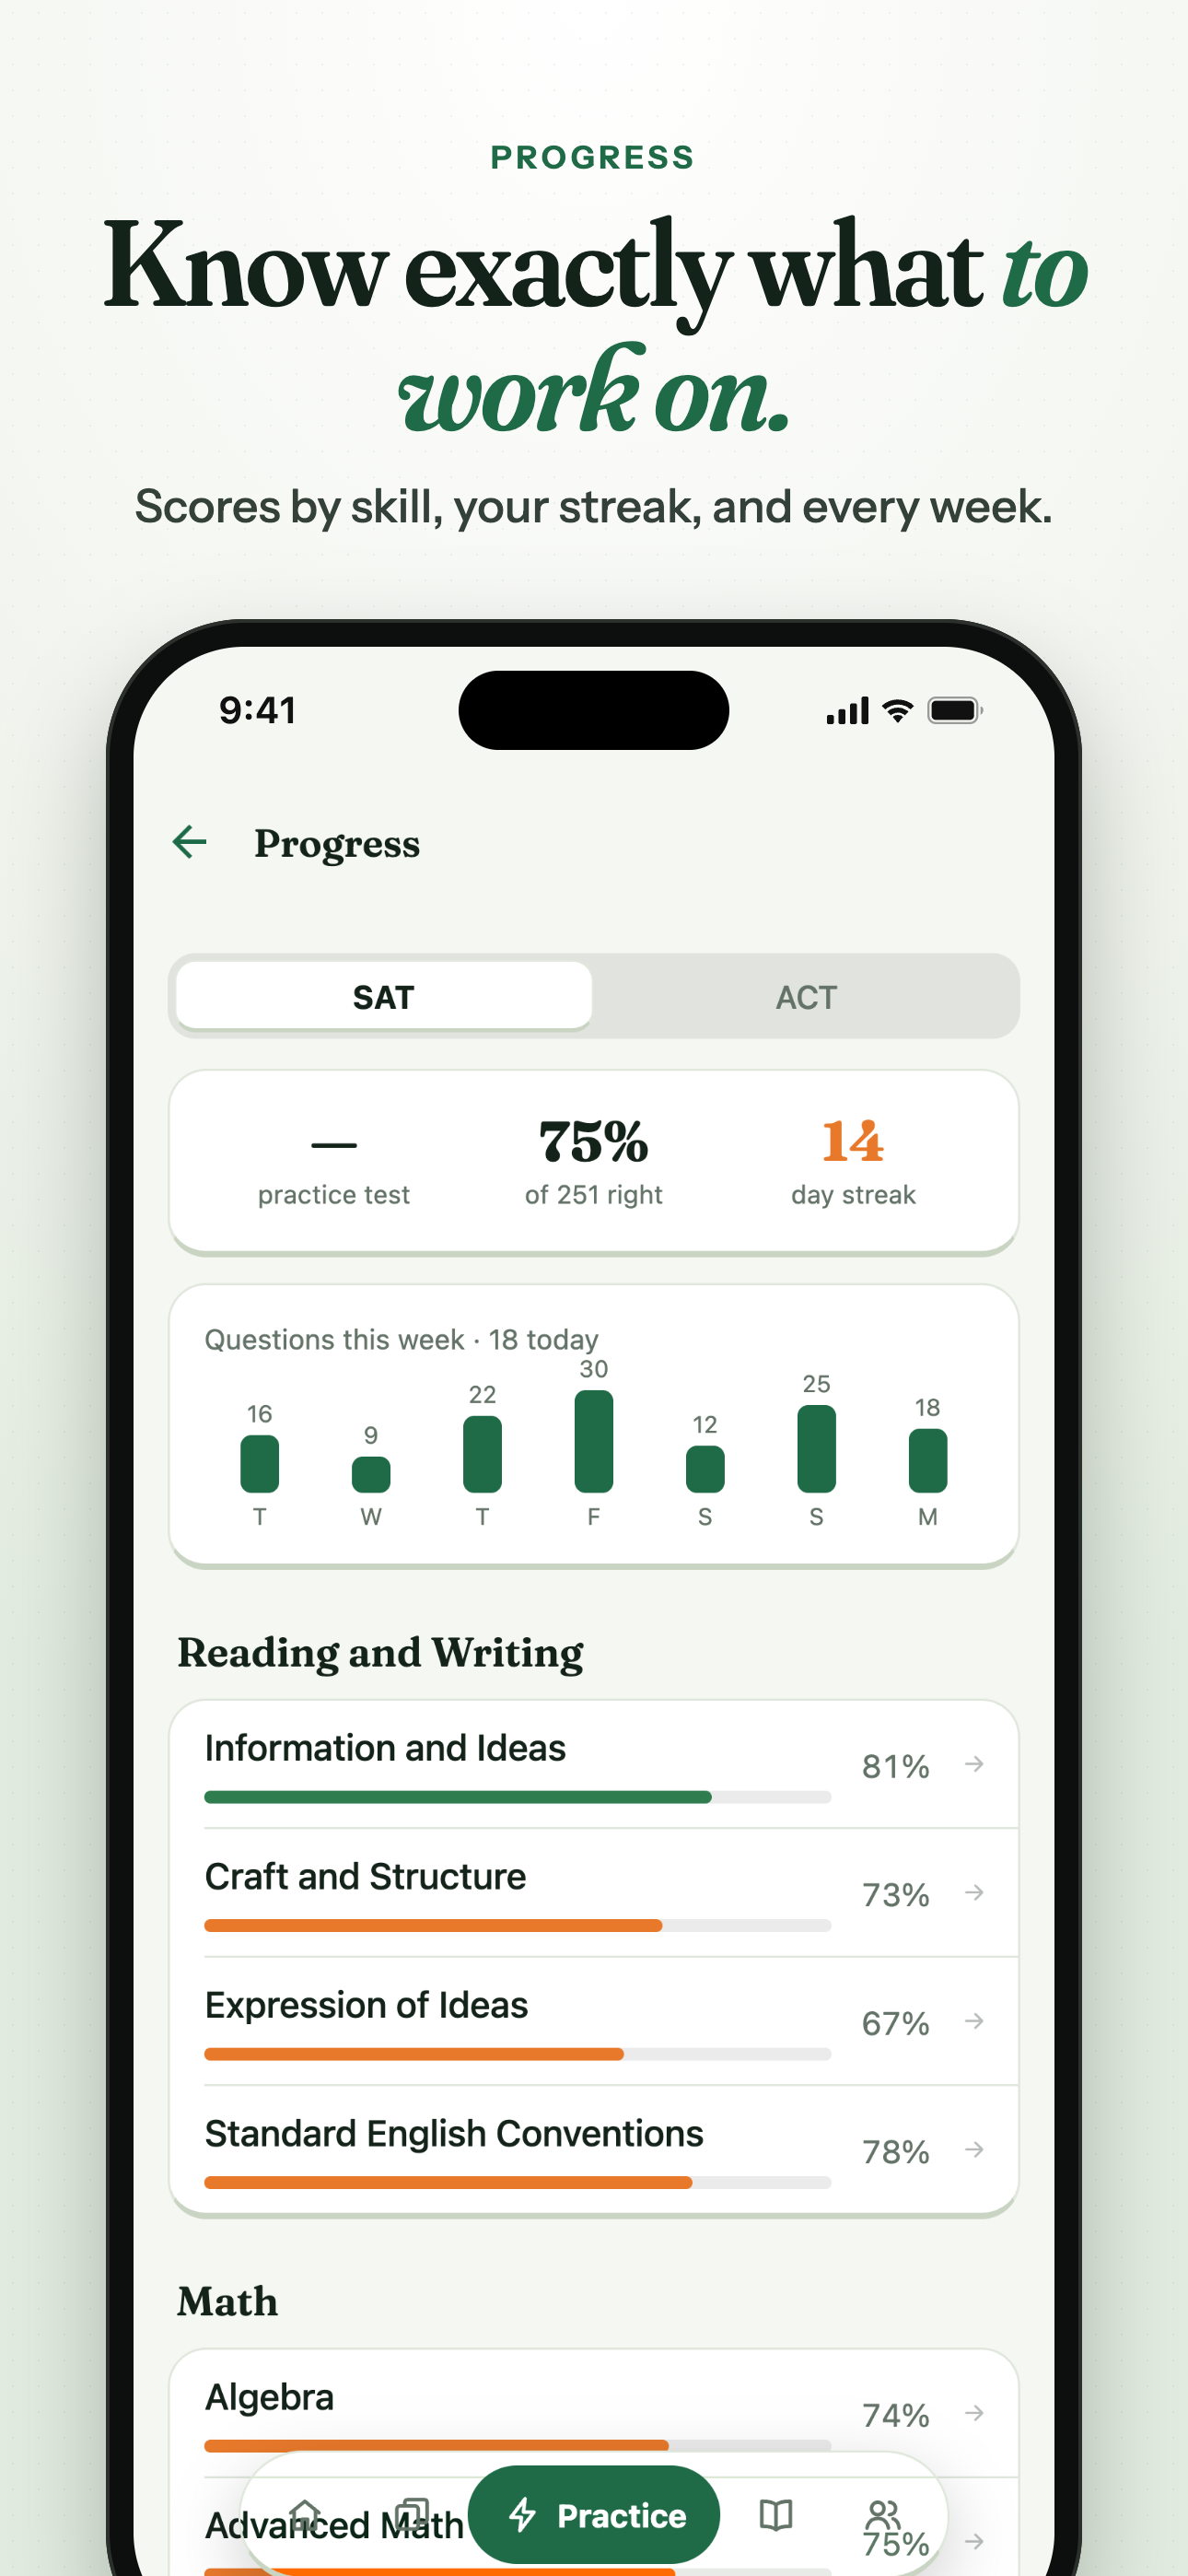 PROGRESS
Know exactly what to
work on.
Scores by skill, your streak, and every week.
9:41
Progress
SAT
ACT
— 75% 14
practice test of 251 right day streak
Questions this week · 18 today
16 9 22 30 12 25 18
T W T F S S M
Reading and Writing
Information and Ideas
81%
Craft and Structure
73%
Expression of Ideas
67%
Standard English Conventions
78%
Math
Algebra
74%
Advanced Math
Practice
75%